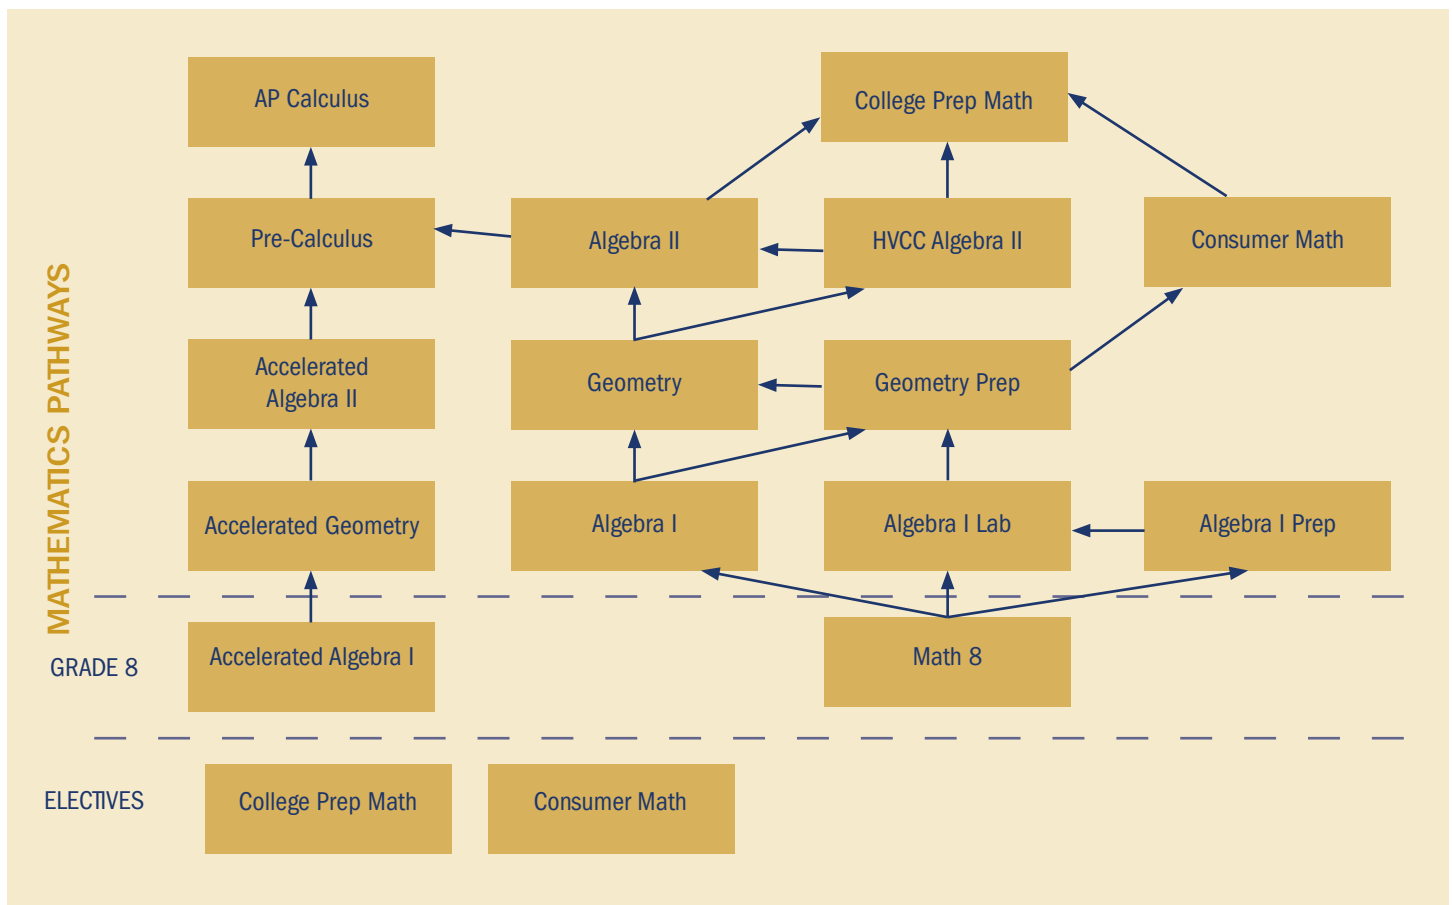 MATHEMATICS PATHWAYS
AP Calculus
College Prep Math
Pre-Calculus
Algebra II
HVCC Algebra II
Consumer Math
Accelerated
Algebra II
Geometry
Geometry Prep
Accelerated Geometry
Algebra I
Algebra I Lab
Algebra I Prep
GRADE 8
Accelerated Algebra I
Math 8
ELECTIVES
College Prep Math
Consumer Math